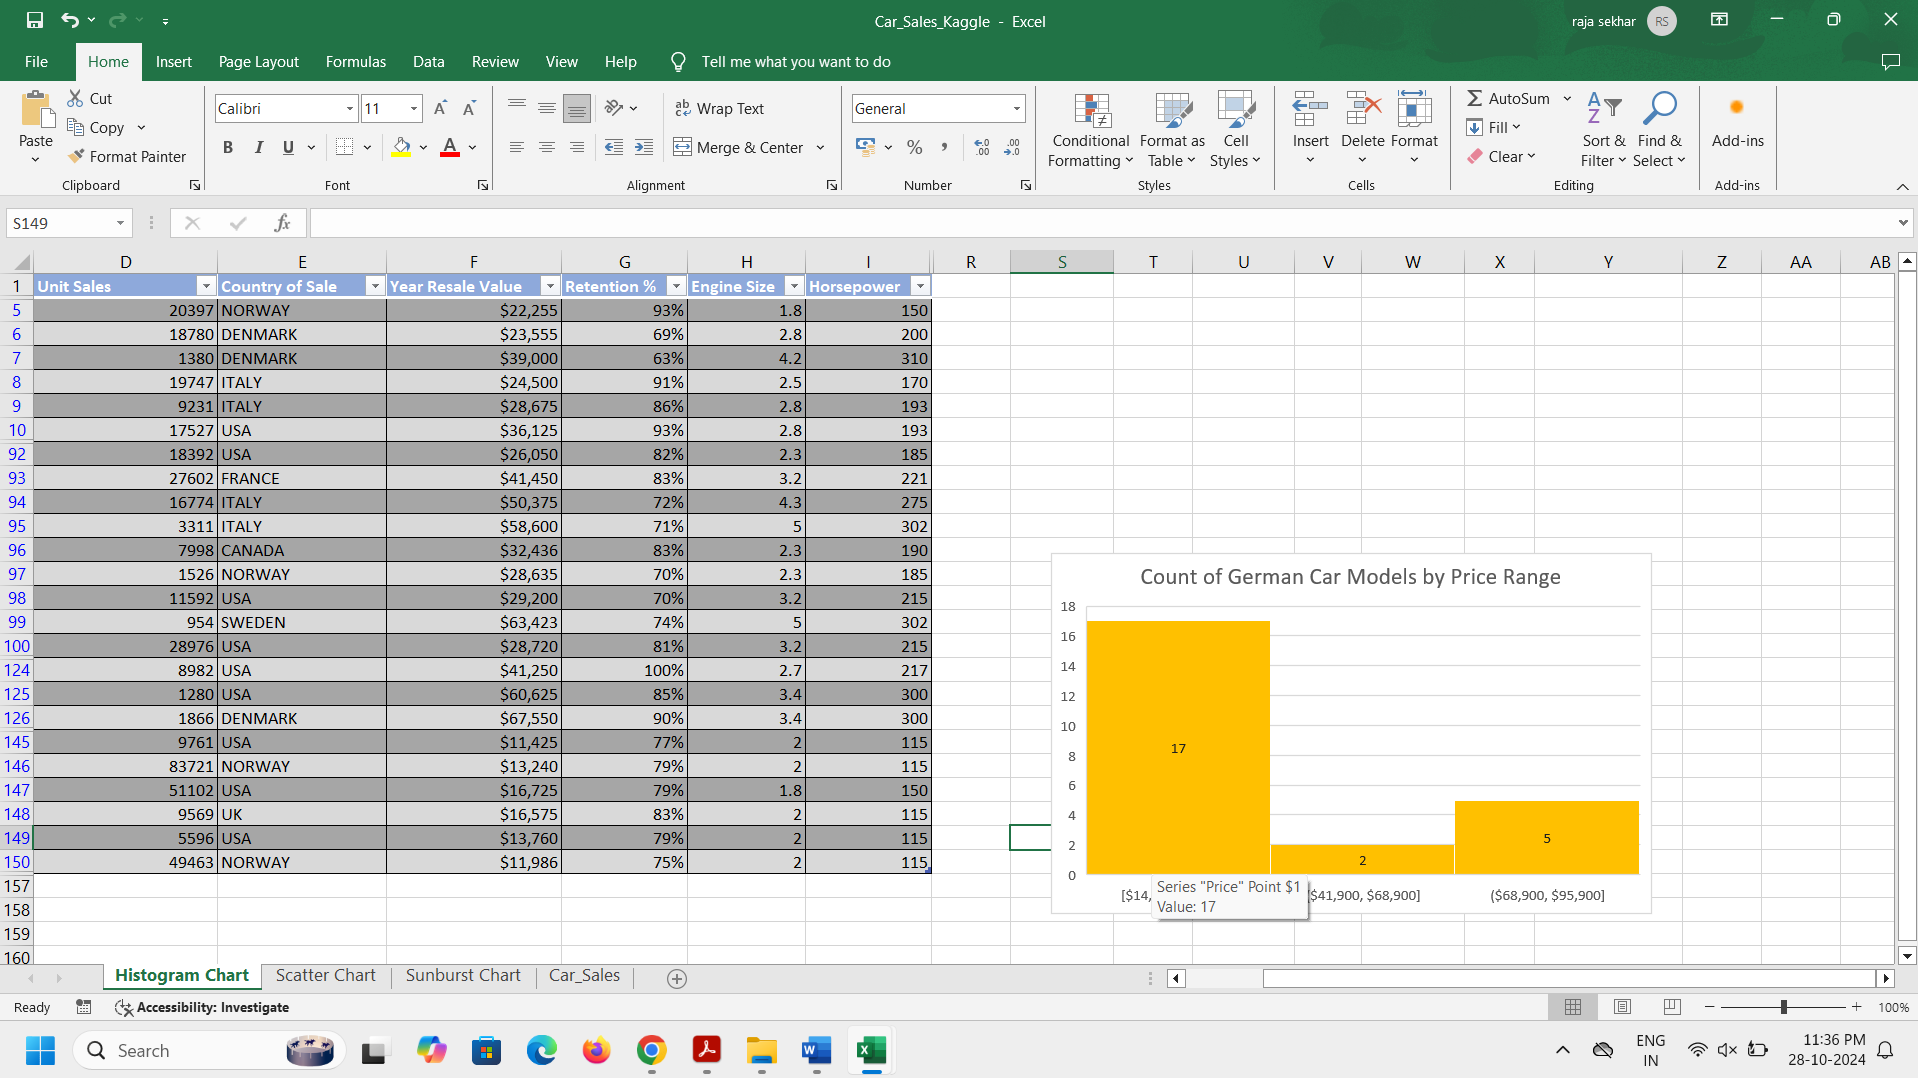 Car_Sales_Kaggle - Excel
raja sekhar RS
File Home Insert Page Layout Formulas Data Review View Help Tell me what you want to do
Paste
Cut
Copy
Format Painter
Clipboard
Calibri 11
B I U A
Font
Wrap Text
Merge & Center
Alignment
General
%
Number
Conditional Formatting
Format as Table
Cell Styles
Styles
Insert
Delete
Format
Cells
AutoSum
Fill
Clear
Sort & Filter
Find & Select
Editing
Add-ins
Add-ins
S149 fx
D E F G H I R S T U V W X Y Z AA AB
1 Unit Sales Country of Sale Year Resale Value Retention % Engine Size Horsepower
5 20397 NORWAY $22,255 93% 1.8 150
6 18780 DENMARK $23,555 69% 2.8 200
7 1380 DENMARK $39,000 63% 4.2 310
8 19747 ITALY $24,500 91% 2.5 170
9 9231 ITALY $28,675 86% 2.8 193
10 17527 USA $36,125 93% 2.8 193
92 18392 USA $26,050 82% 2.3 185
93 27602 FRANCE $41,450 83% 3.2 221
94 16774 ITALY $50,375 72% 4.3 275
95 3311 ITALY $58,600 71% 5 302
96 7998 CANADA $32,436 83% 2.3 190
97 1526 NORWAY $28,635 70% 2.3 185
98 11592 USA $29,200 70% 3.2 215
99 954 SWEDEN $63,423 74% 5 302
100 28976 USA $28,720 81% 3.2 215
124 8982 USA $41,250 100% 2.7 217
125 1280 USA $60,625 85% 3.4 300
126 1866 DENMARK $67,550 90% 3.4 300
145 9761 USA $11,425 77% 2 115
146 83721 NORWAY $13,240 79% 2 115
147 51102 USA $16,725 79% 1.8 150
148 9569 UK $16,575 83% 2 115
149 5596 USA $13,760 79% 2 115
150 49463 NORWAY $11,986 75% 2 115
157
158
159
160
Count of German Car Models by Price Range
18
16
14
12
10
8
6
4
2
0
17
2
5
[$14, $41,900, $68,900] ($68,900, $95,900]
Series "Price" Point $1
Value: 17
Histogram Chart Scatter Chart Sunburst Chart Car_Sales
Ready Accessibility: Investigate 100%
Search
ENG
IN
11:36 PM
28-10-2024